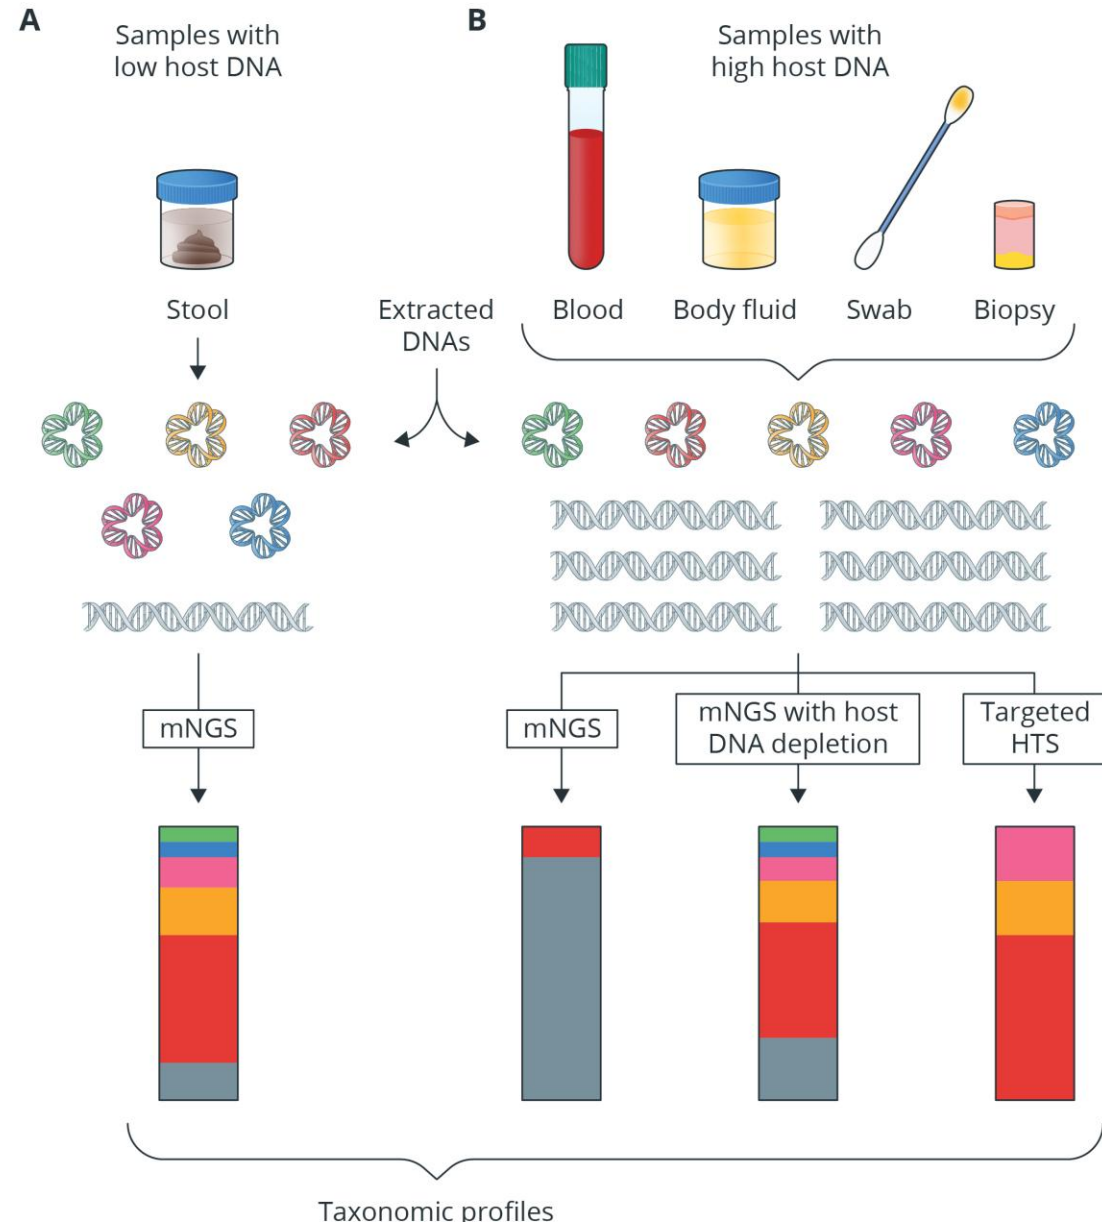 A
Samples with
low host DNA
Stool
Extracted
DNAs
mNGS
B
Samples with
high host DNA
Blood
Body fluid
Swab
Biopsy
mNGS
mNGS with host
DNA depletion
Targeted
HTS
Taxonomic profiles